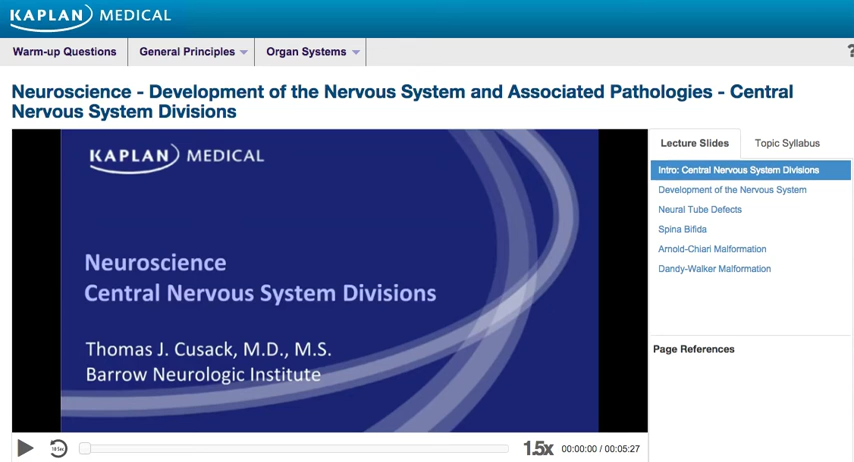 KAPLAN MEDICAL
Warm-up Questions General Principles Organ Systems ?
Neuroscience - Development of the Nervous System and Associated Pathologies - Central
Nervous System Divisions
KAPLAN MEDICAL
Neuroscience
Central Nervous System Divisions
Thomas J. Cusack, M.D., M.S.
Barrow Neurologic Institute
Lecture Slides Topic Syllabus
Intro: Central Nervous System Divisions
Development of the Nervous System
Neural Tube Defects
Spina Bifida
Arnold-Chiari Malformation
Dandy-Walker Malformation
Page References
10 Sec 1.5x 00:00:00 / 00:05:27